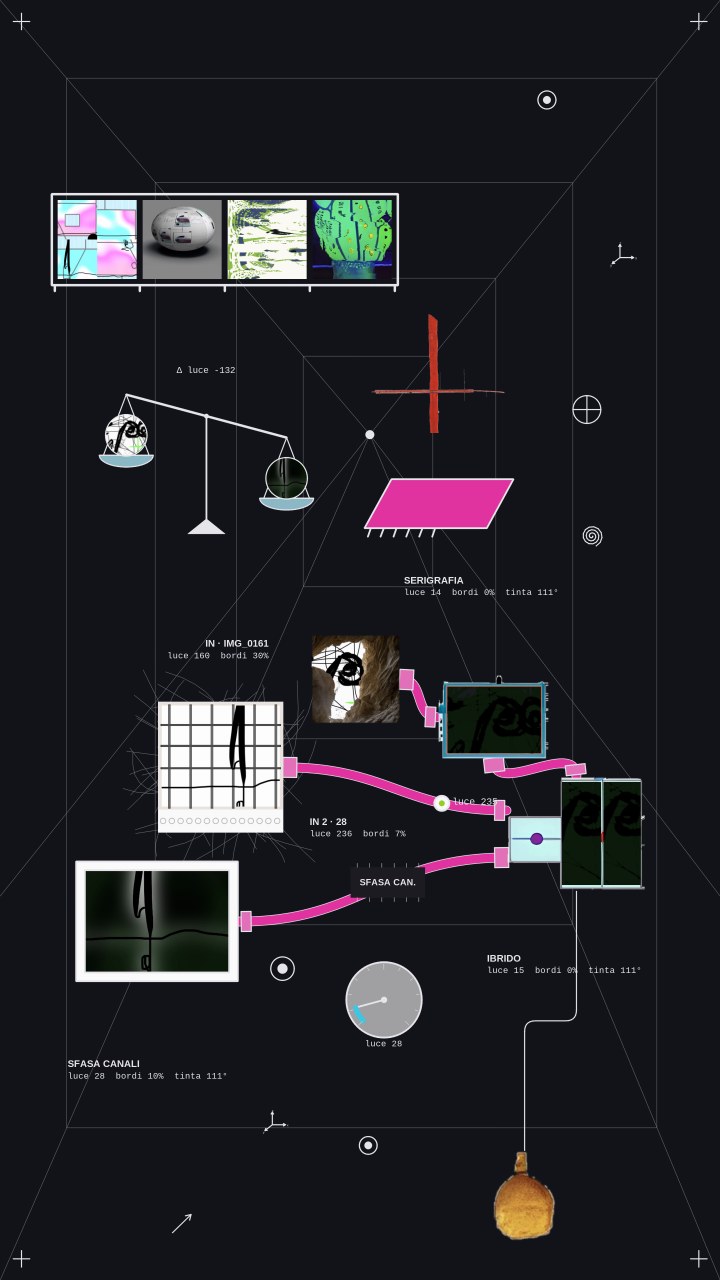 Δ luce -132
SERIGRAFIA
luce 14  bordi 0%  tinta 111°
IN · IMG_0161
luce 160  bordi 30%
luce 235
IN 2 · 28
luce 236  bordi 7%
SFASA CAN.
IBRIDO
luce 15  bordi 0%  tinta 111°
luce 28
SFASA CANALI
luce 28  bordi 10%  tinta 111°